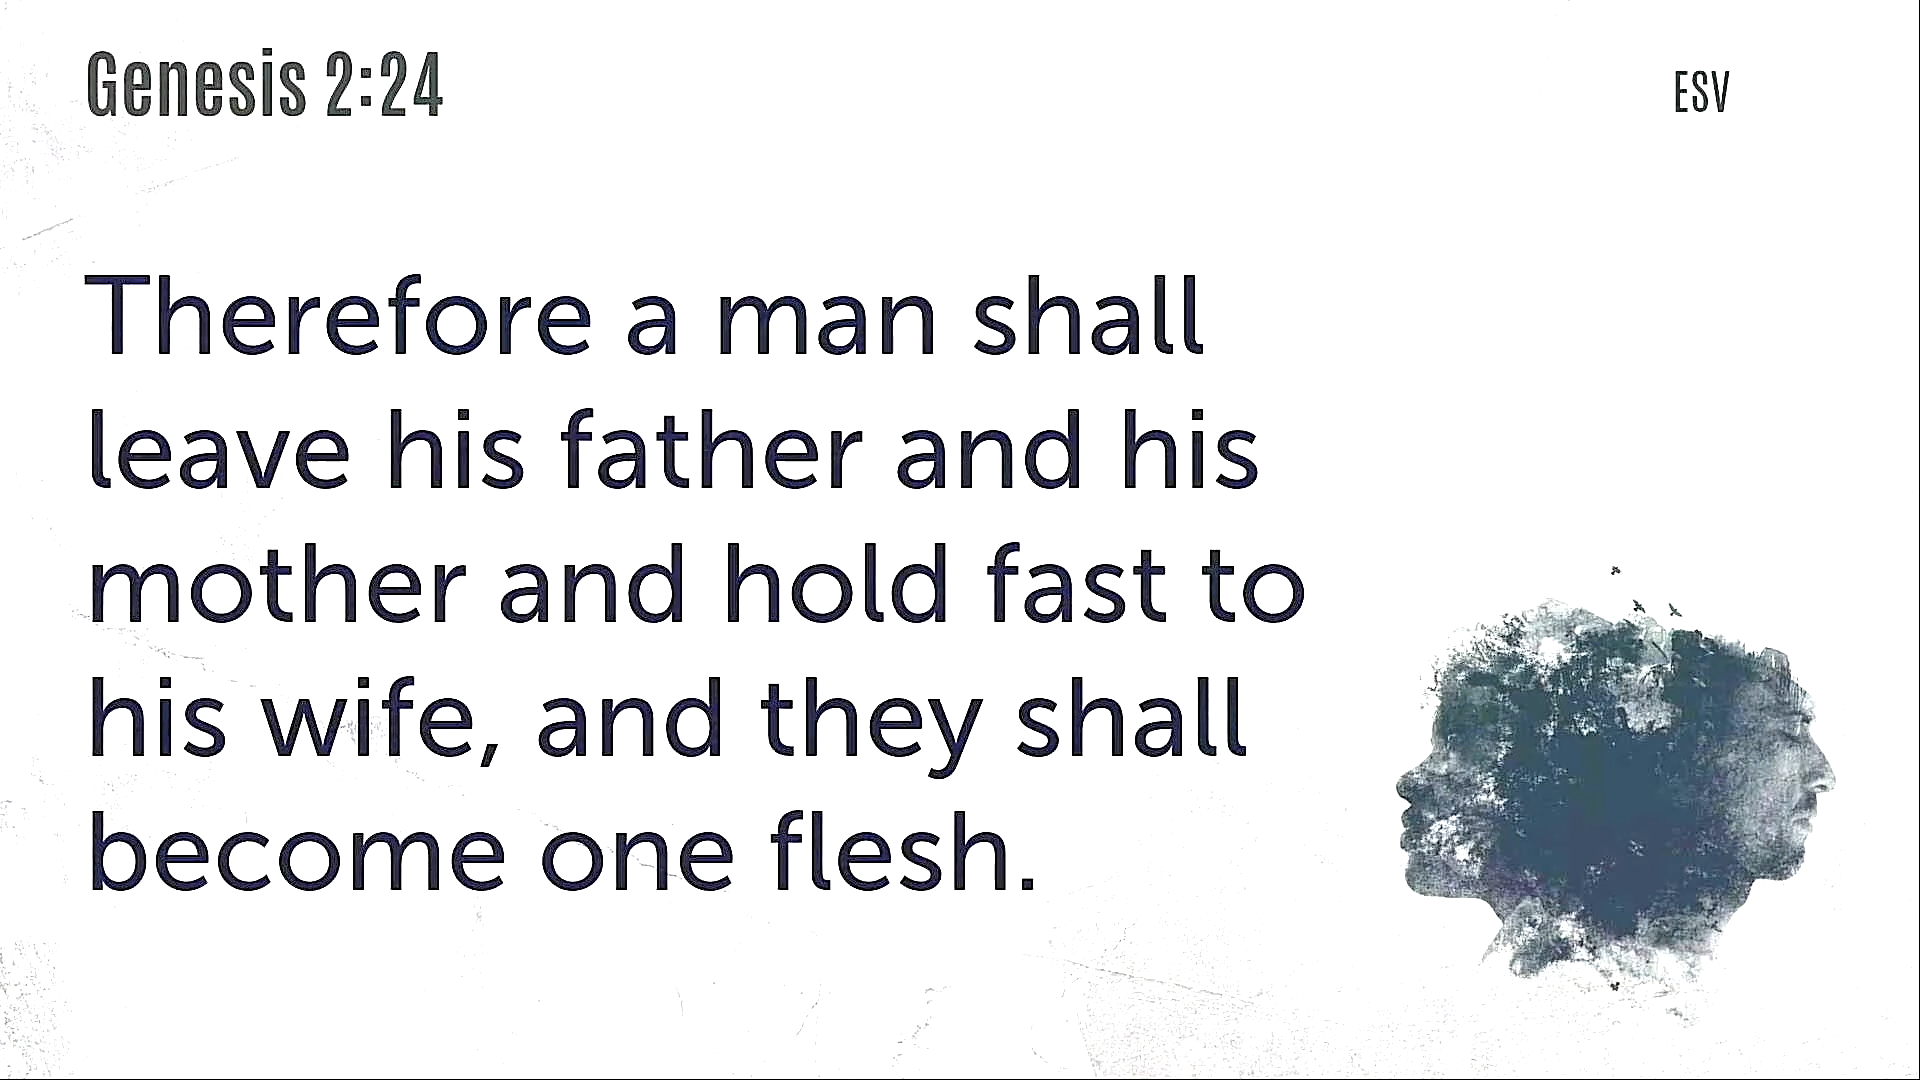 Genesis 2:24
ESV
Therefore a man shall
leave his father and his
mother and hold fast to
his wife, and they shall
become one flesh.